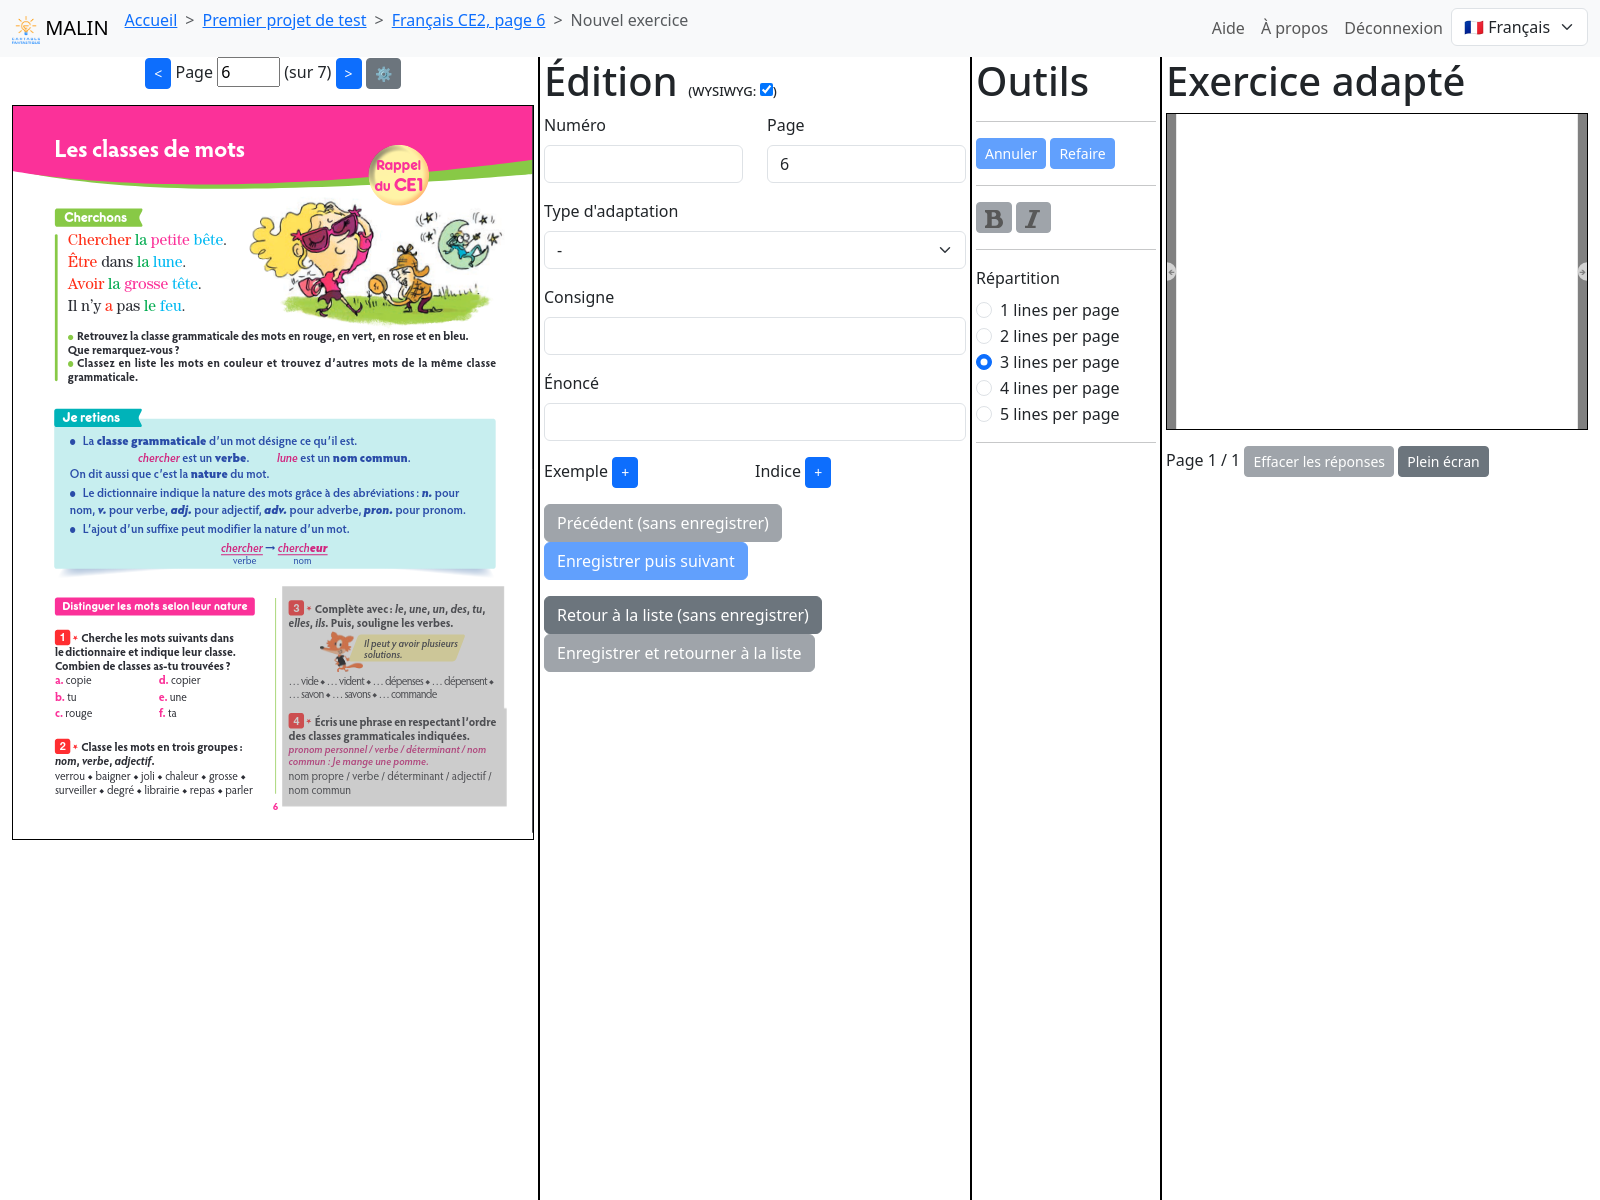 MALIN
Accueil > Premier projet de test > Français CE2, page 6 > Nouvel exercice
Aide À propos Déconnexion Français
< Page 6 (sur 7) >
Les classes de mots
Rappel
du CE1
Cherchons
Chercher la petite bête.
Être dans la lune.
Avoir la grosse tête.
Il n'y a pas le feu.
• Retrouvez la classe grammaticale des mots en rouge, en vert, en rose et en bleu.
Que remarquez-vous ?
• Classez en liste les mots en couleur et trouvez d'autres mots de la même classe
grammaticale.
Je retiens
• La classe grammaticale d'un mot désigne ce qu'il est.
chercher est un verbe. lune est un nom commun.
On dit aussi que c'est la nature du mot.
• Le dictionnaire indique la nature des mots grâce à des abréviations : n. pour
nom, v. pour verbe, adj. pour adjectif, adv. pour adverbe, pron. pour pronom.
• L'ajout d'un suffixe peut modifier la nature d'un mot.
chercher → chercheur
verbe nom
Distinguer les mots selon leur nature
1 * Cherche les mots suivants dans
le dictionnaire et indique leur classe.
Combien de classes as-tu trouvées ?
a. copie d. copier
b. tu e. une
c. rouge f. ta
2 * Classe les mots en trois groupes :
nom, verbe, adjectif.
verrou ◆ baigner ◆ joli ◆ chaleur ◆ grosse ◆
surveiller ◆ degré ◆ librairie ◆ repas ◆ parler
3 * Complète avec : le, une, un, des, tu,
elles, ils. Puis, souligne les verbes.
Il peut y avoir plusieurs
solutions.
… vide ◆ … vident ◆ … dépenses ◆ … dépensent ◆
… savon ◆ … savons ◆ … commande
4 * Écris une phrase en respectant l'ordre
des classes grammaticales indiquées.
pronom personnel / verbe / déterminant / nom
commun : Je mange une pomme.
nom propre / verbe / déterminant / adjectif /
nom commun
6
Édition (WYSIWYG: )
Numéro Page
6
Type d'adaptation
-
Consigne
Énoncé
Exemple + Indice +
Précédent (sans enregistrer)
Enregistrer puis suivant
Retour à la liste (sans enregistrer)
Enregistrer et retourner à la liste
Outils
Annuler Refaire
B I
Répartition
1 lines per page
2 lines per page
3 lines per page
4 lines per page
5 lines per page
Exercice adapté
Page 1 / 1 Effacer les réponses Plein écran